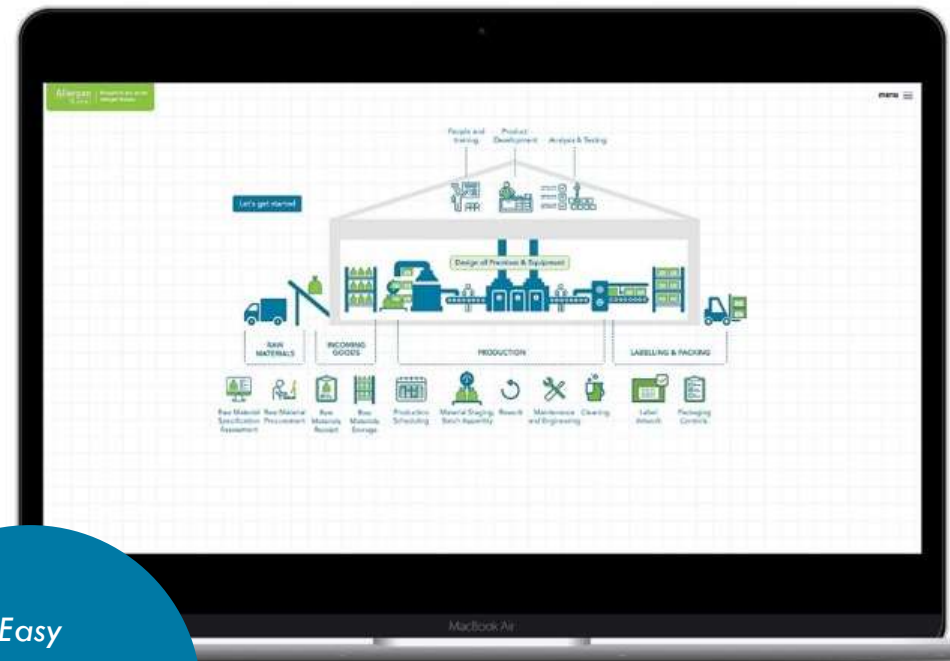 Allergen
menu
People and
training
Product
Development
Analysis & Testing
Let's get started
Design of Premises & Equipment
RAW
MATERIALS
INCOMING
GOODS
PRODUCTION
LABELLING & PACKING
Raw Material
Specification
Assessment
Raw Material
Procurement
Raw
Materials
Receipt
Raw
Materials
Storage
Production
Scheduling
Material Staging,
Batch Assembly
Rework
Maintenance
and Engineering
Cleaning
Label
Artwork
Packaging
Controls
MacBook Air
Easy